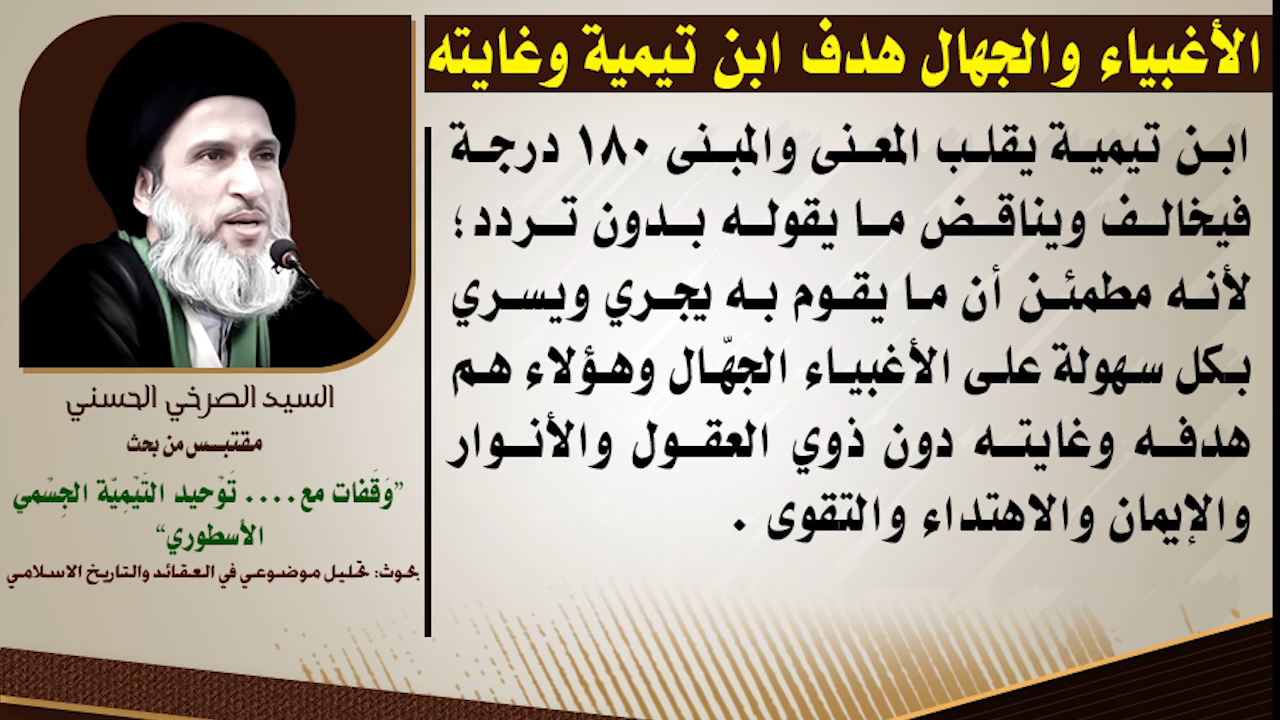 الأغبياء والجهال هدف ابن تيمية وغايته
ابن تيمية يقلب المعنى والمبنى ١٨٠ درجة
فيخالف ويناقض ما يقوله بدون تردد؛
لأنه مطمئن أن ما يقوم به يجري ويسري
بكل سهولة على الأغبياء الجهّال وهؤلاء هم
هدفه وغايته دون ذوي العقول والأنوار
والإيمان والاهتداء والتقوى .
السيد الصرخي الحسني
مقتبس من بحث
”وَقَفات مع.... تَوْحيد التَيْمِيّة الجِسْمي
الأسطوري“
بحوث: تحليل موضوعي في العقائد والتاريخ الاسلامي